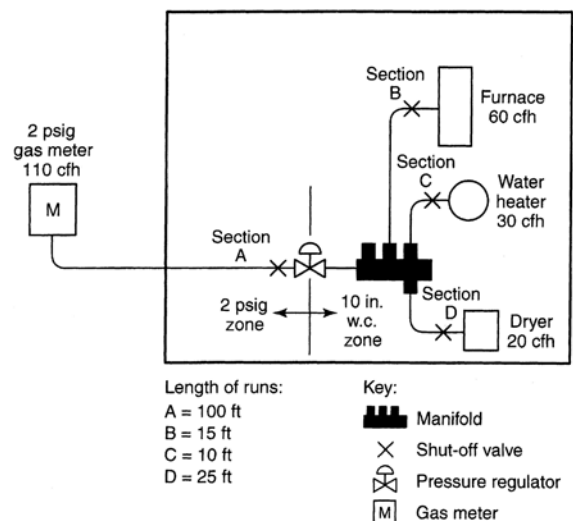 2 psig
gas meter
110 cfh
M
Section
A
2 psig
zone
10 in.
w.c.
zone
Section
B
Furnace
60 cfh
Section
C
Water
heater
30 cfh
Section
D
Dryer
20 cfh
Length of runs:
A = 100 ft
B = 15 ft
C = 10 ft
D = 25 ft
Key:
Manifold
Shut-off valve
Pressure regulator
M Gas meter